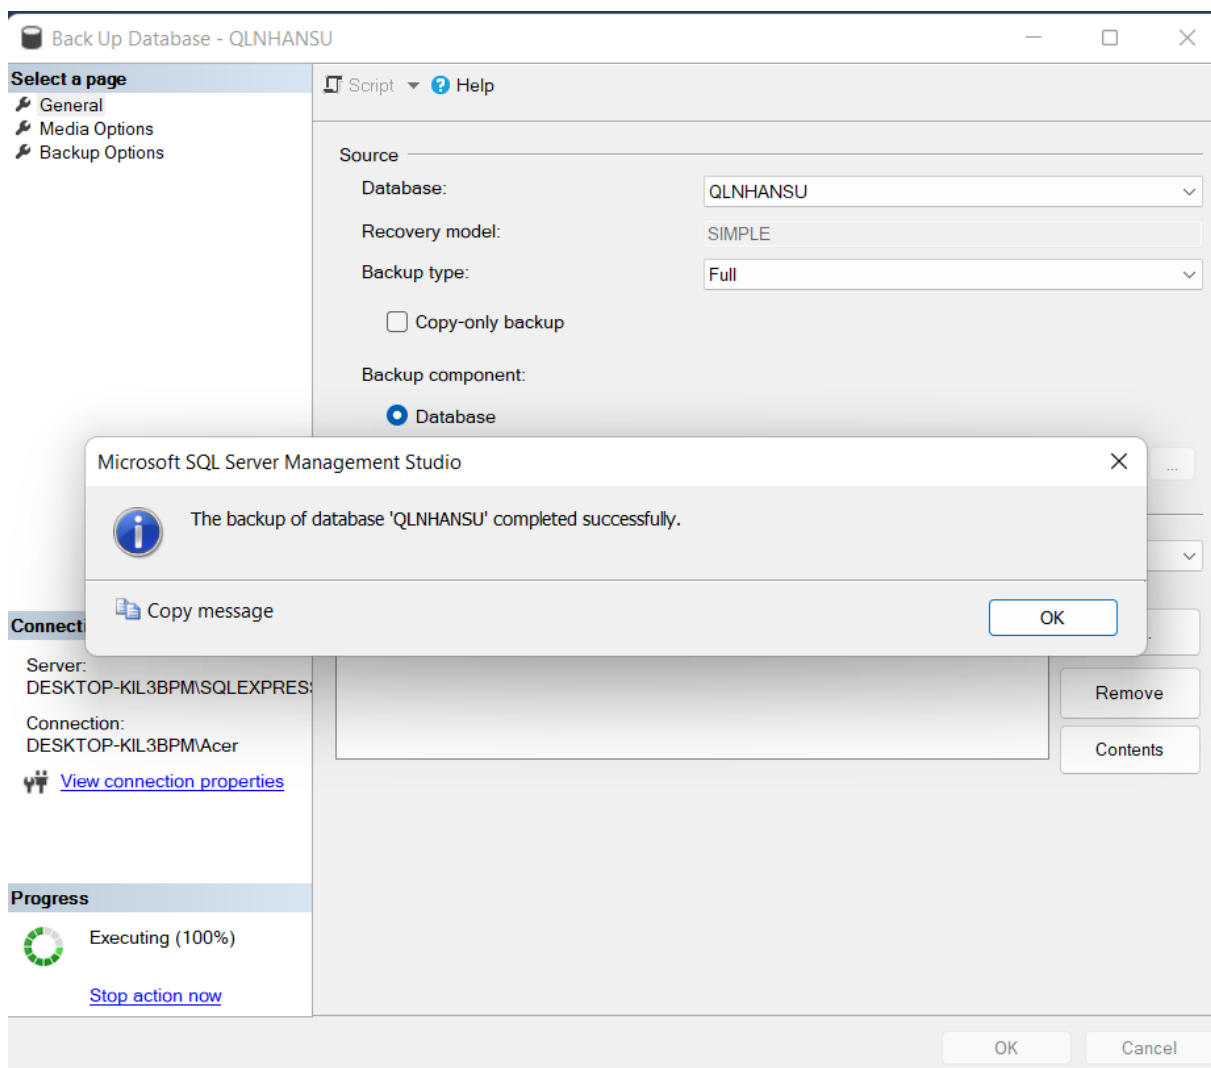 Back Up Database - QLNHANSU
Select a page
General
Media Options
Backup Options
Script
Help
Source
Database:
QLNHANSU
Recovery model:
SIMPLE
Backup type:
Full
Copy-only backup
Backup component:
Database
...
Microsoft SQL Server Management Studio
The backup of database 'QLNHANSU' completed successfully.
Copy message
OK
Server:
DESKTOP-KIL3BPM\SQLEXPRES
Connection:
DESKTOP-KIL3BPM\Acer
View connection properties
Remove
Contents
Progress
Executing (100%)
Stop action now
OK
Cancel